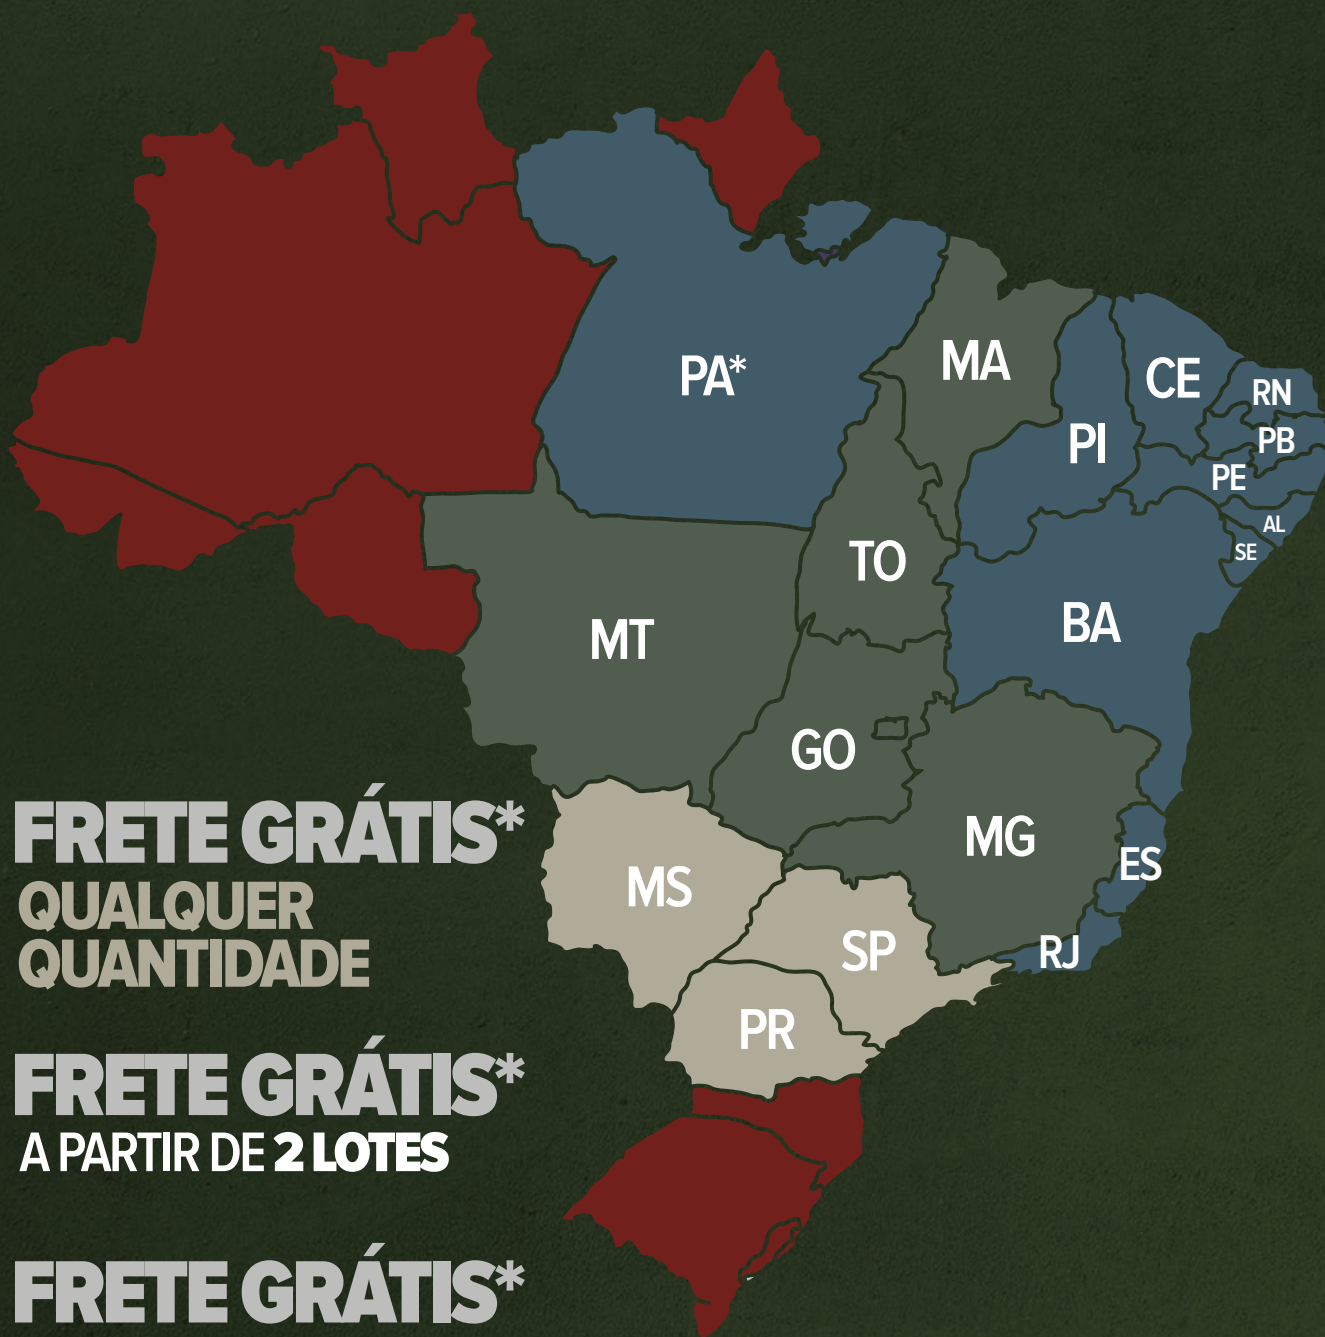 PA*
MA
CE
RN
PI
PB
PE
AL
SE
TO
BA
MT
GO
MG
ES
MS
SP
RJ
PR
FRETE GRÁTIS*
QUALQUER
QUANTIDADE
FRETE GRÁTIS*
A PARTIR DE 2 LOTES
FRETE GRÁTIS*